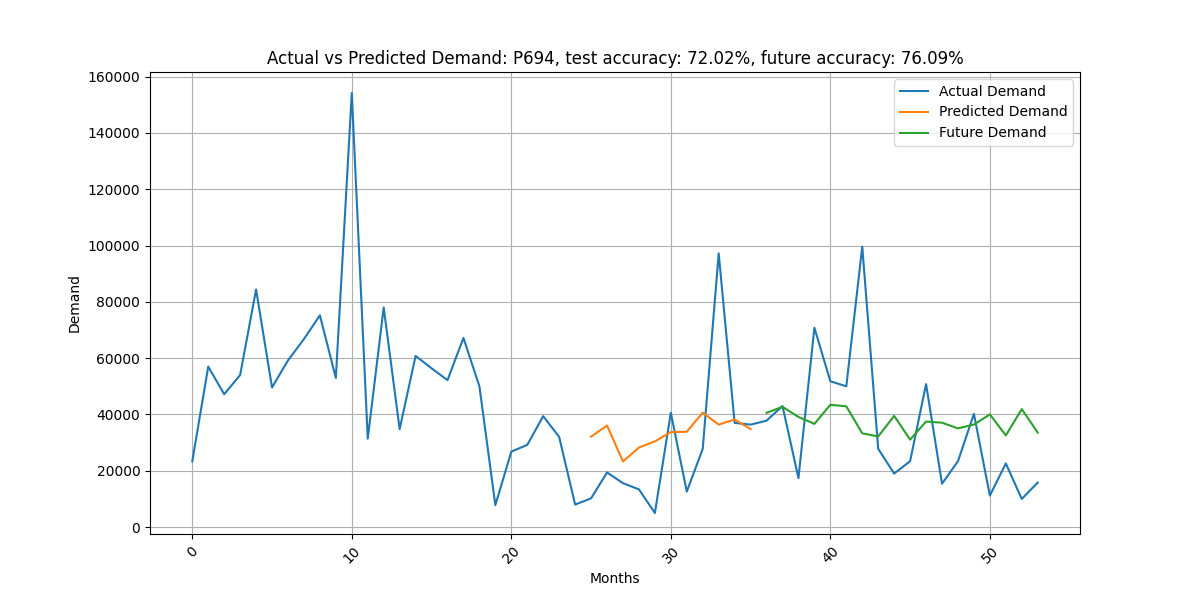 Actual vs Predicted Demand: P694, test accuracy: 72.02%, future accuracy: 76.09%
160000
140000
120000
100000
80000
60000
40000
20000
0
Demand
Actual Demand
Predicted Demand
Future Demand
0
10
20
30
40
50
Months